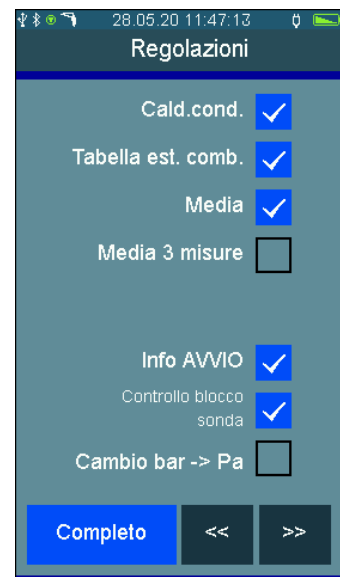 28.05.20 11:47:13
Regolazioni
Cald.cond.
Tabella est. comb.
Media
Media 3 misure
Info AVVIO
Controllo blocco
sonda
Cambio bar -> Pa
Completo << >>